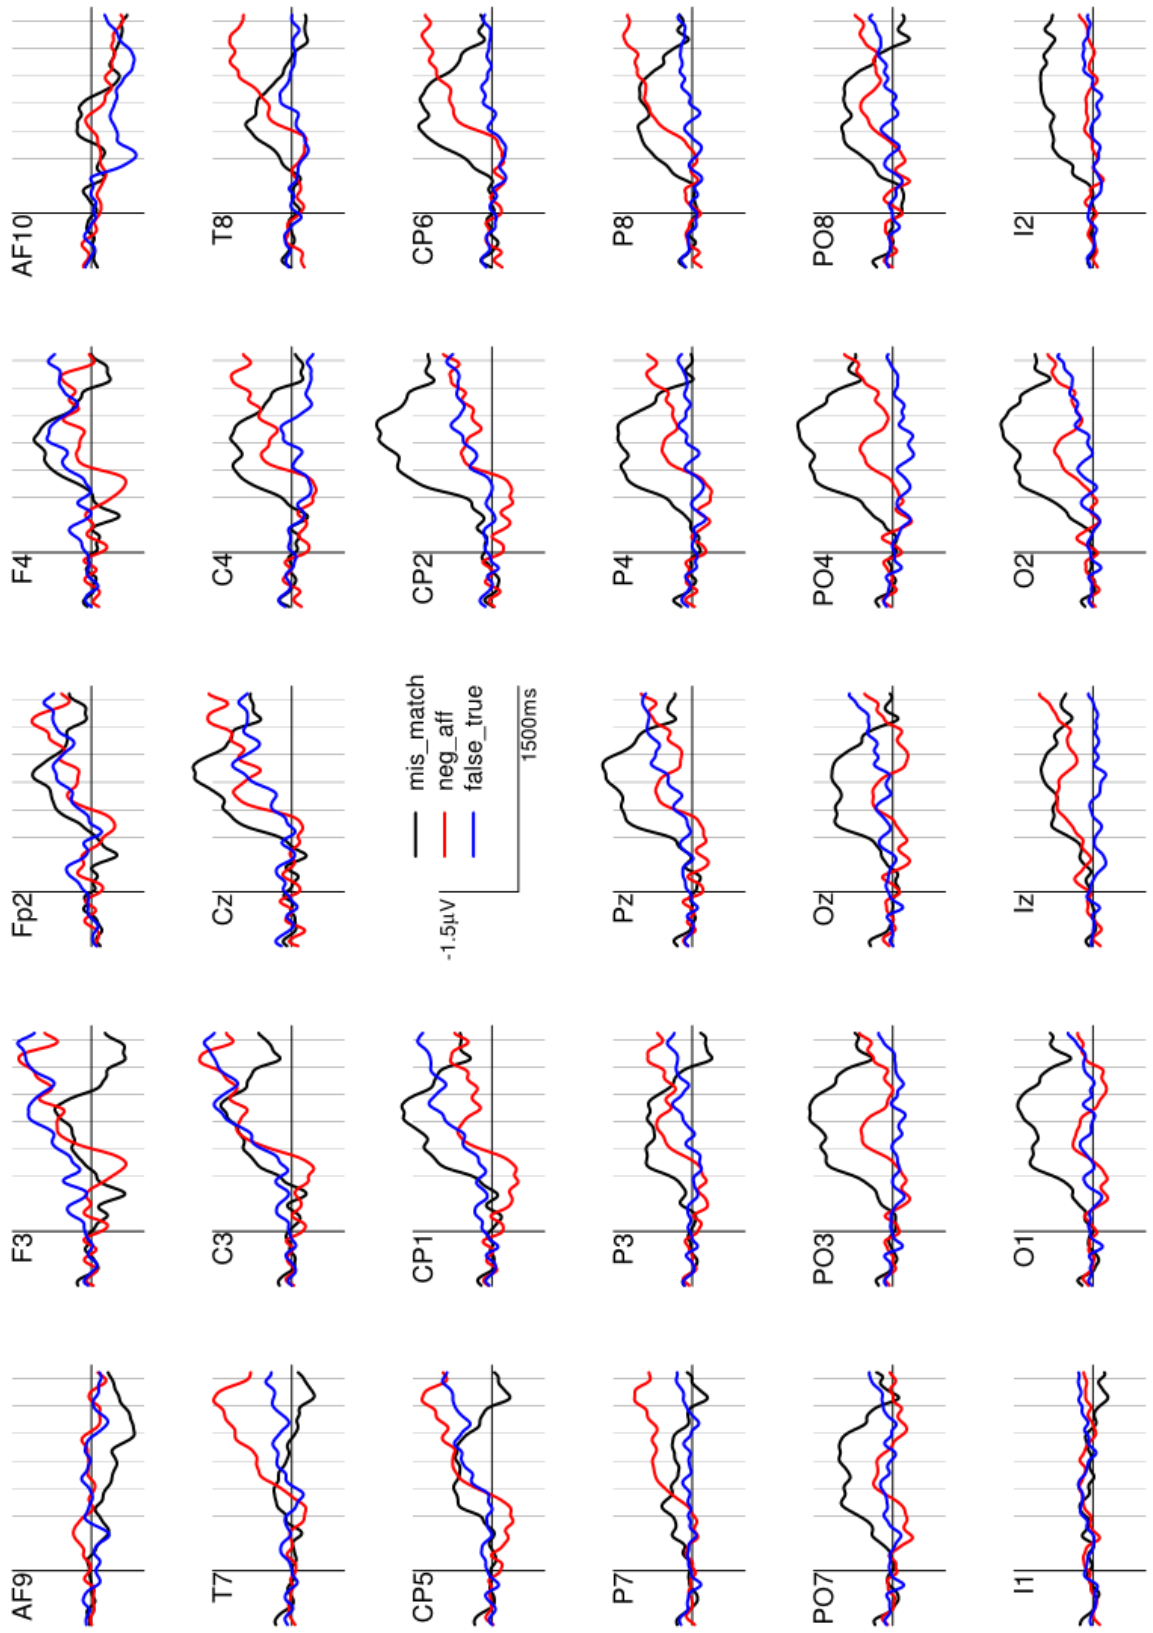 AF9
F3
Fp2
F4
AF10
T7
C3
Cz
C4
T8
CP5
CP1
mis_match
neg_aff
false_true
-1.5µV
1500ms
CP2
CP6
P7
P3
Pz
P4
P8
PO7
PO3
Oz
PO4
PO8
I1
O1
Iz
O2
I2